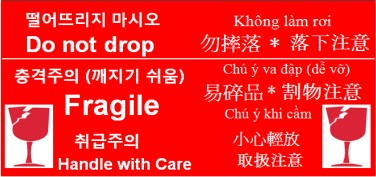 떨어뜨리지 마시오
Do not drop
Không làm rơi
勿摔落 * 落下注意
충격주의 (깨지기 쉬움)
Fragile
취급주의
Handle with Care
Chú ý va đập (dễ vỡ)
易碎品 * 割物注意
Chú ý khi cầm
小心輕放
取扱注意